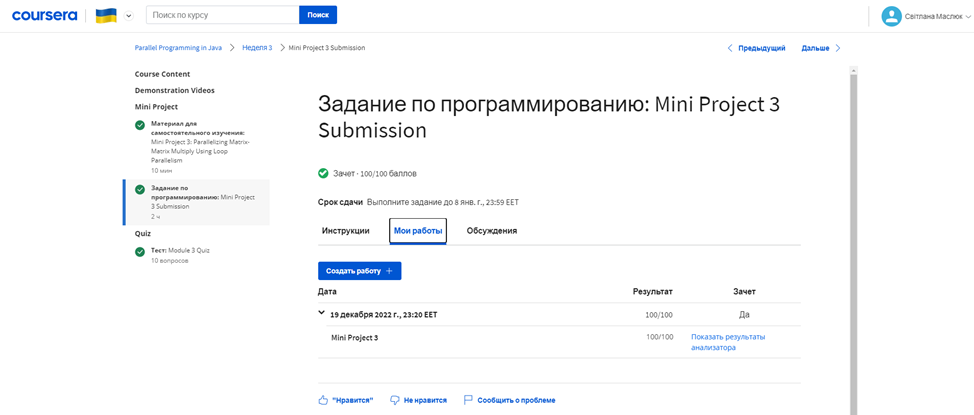 coursera
Поиск по курсу
Поиск
Світлана Маслюк
Parallel Programming in Java
Неделя 3
Mini Project 3 Submission
Предыдущий
Дальше
Course Content
Demonstration Videos
Mini Project
Материал для
самостоятельного изучения:
Mini Project 3: Parallelizing Matrix-
Matrix Multiply Using Loop
Parallelism
10 мин
Задание по
программированию: Mini Project
3 Submission
2 ч
Quiz
Тест: Module 3 Quiz
10 вопросов
Задание по программированию: Mini Project 3
Submission
Зачет · 100/100 баллов
Срок сдачи Выполните задание до 8 янв. г., 23:59 EET
Инструкции
Мои работы
Обсуждения
Создать работу
Дата Результат Зачет
19 декабря 2022 г., 23:20 EET 100/100 Да
Mini Project 3 100/100 Показать результаты
анализатора
"Нравится"
Не нравится
Сообщить о проблеме